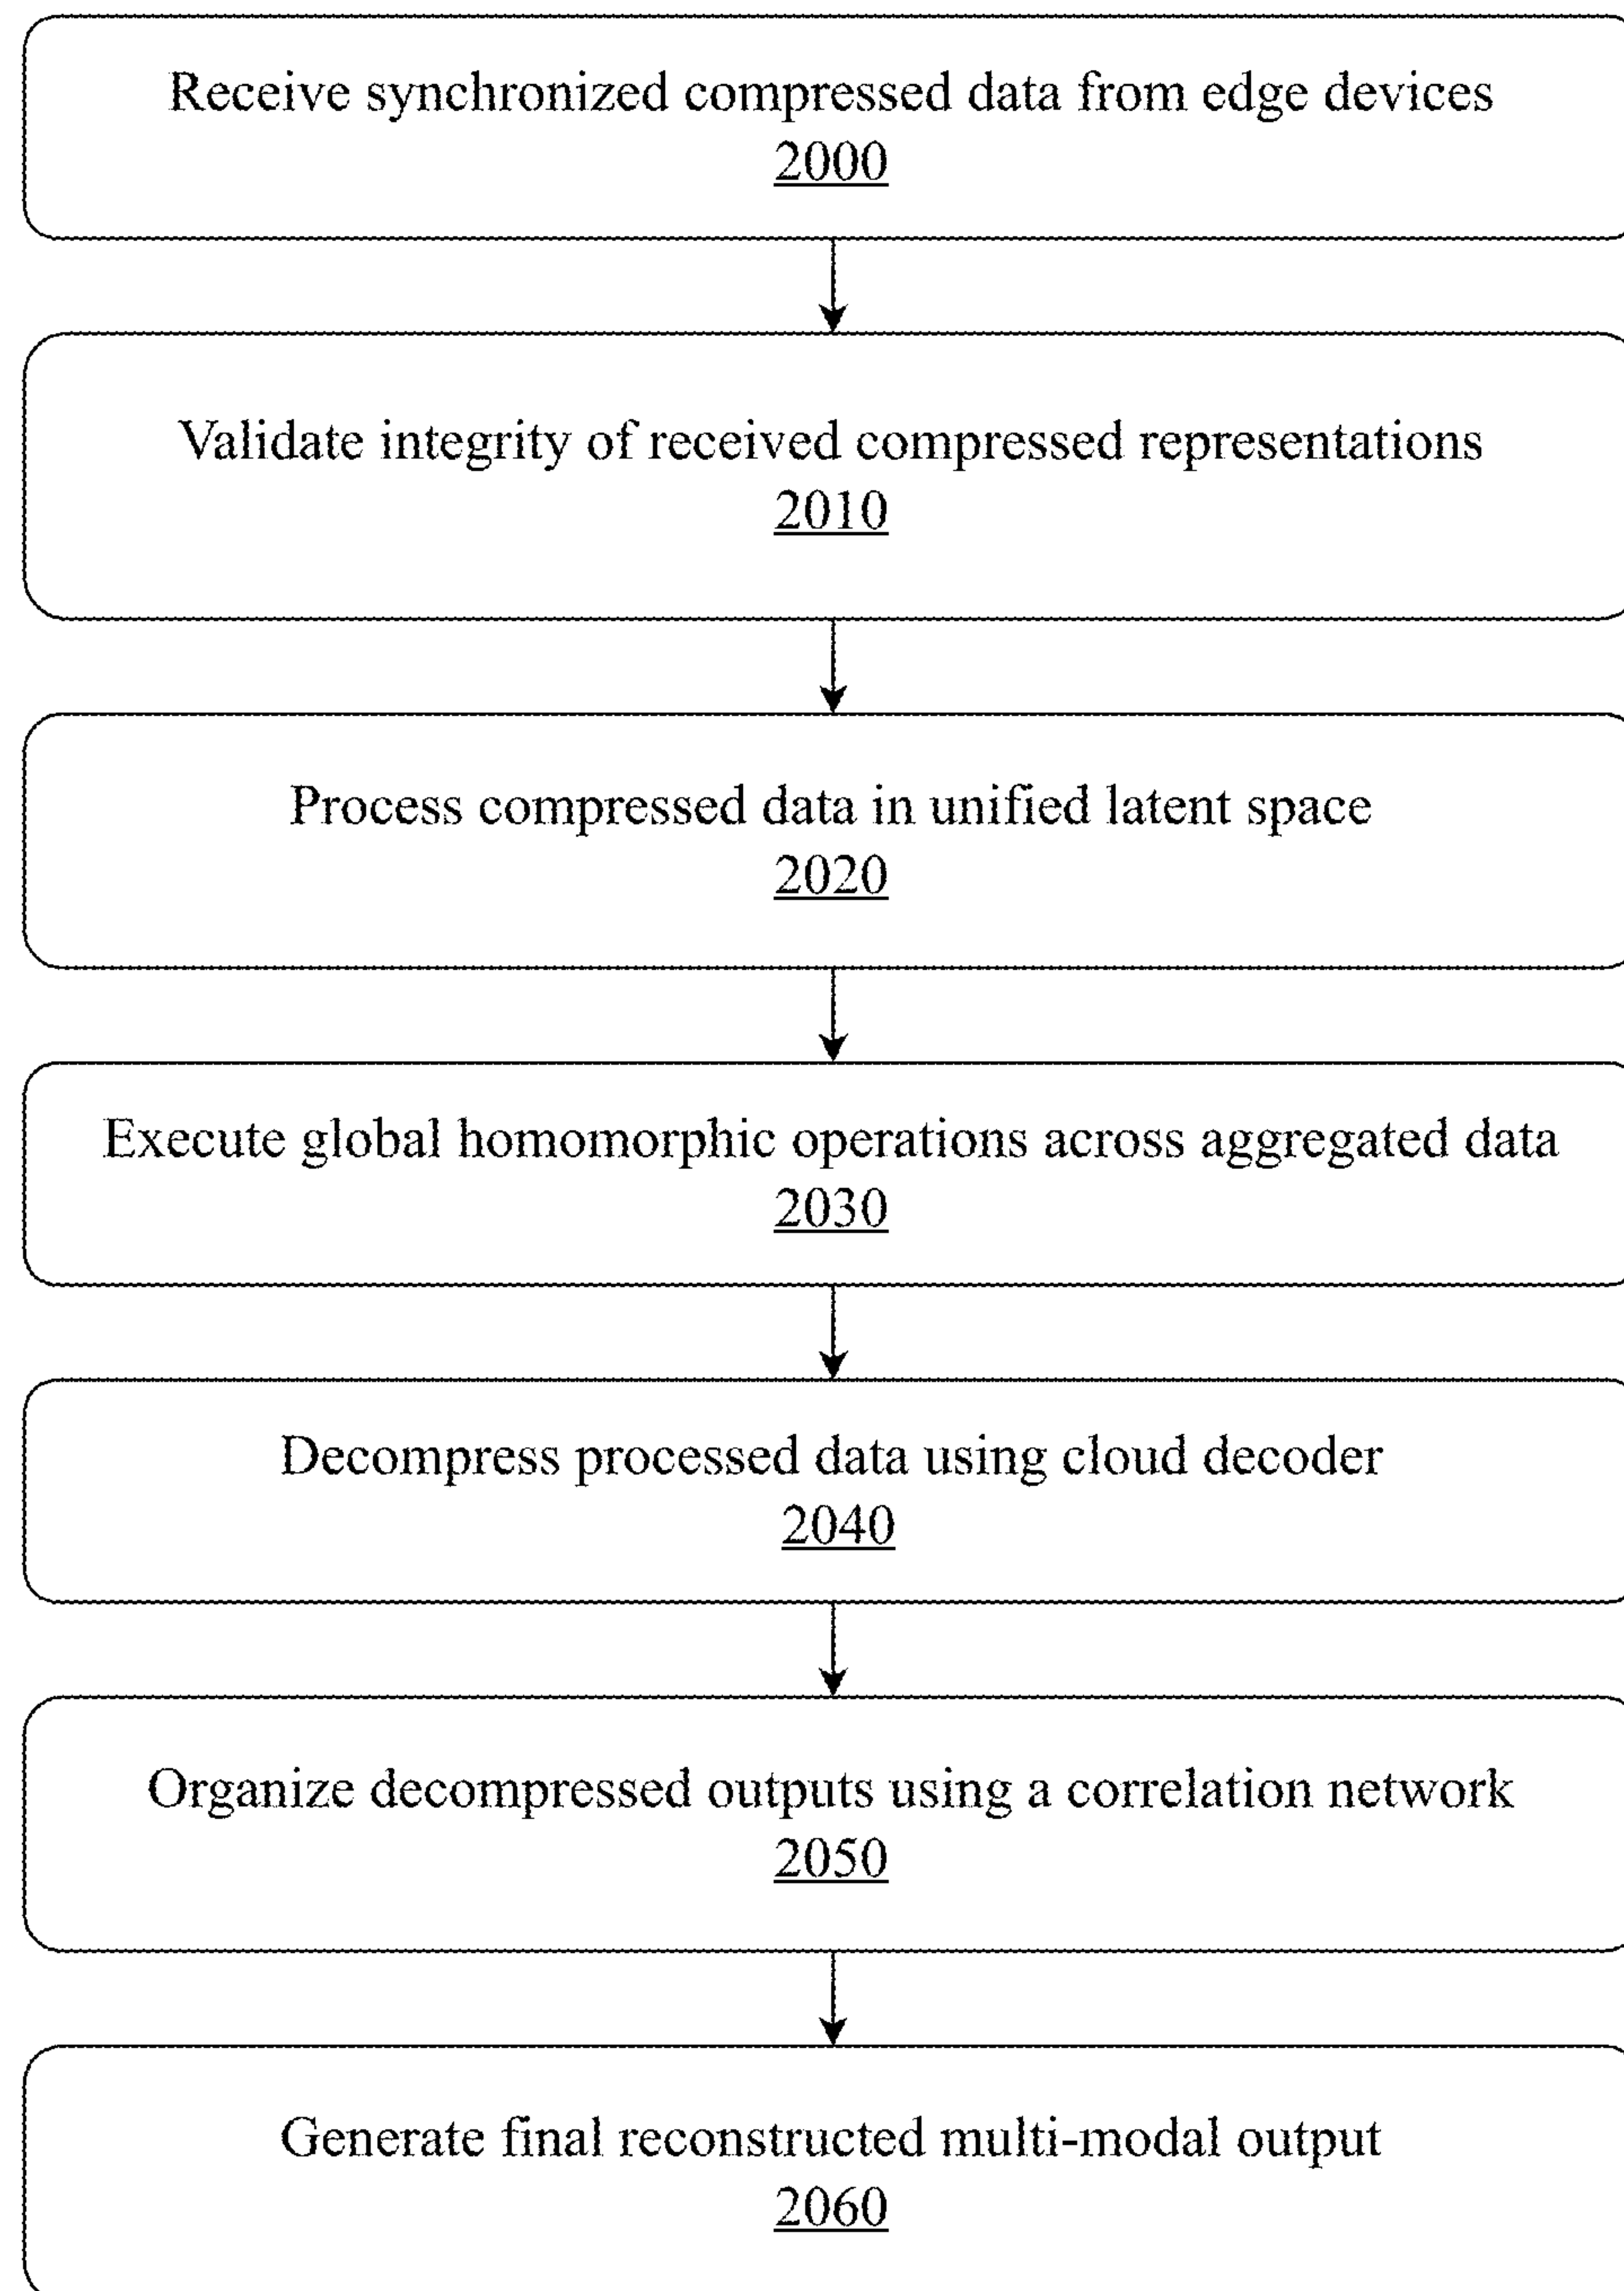 Receive synchronized compressed data from edge devices
2000
Validate integrity of received compressed representations
2010
Process compressed data in unified latent space
2020
Execute global homomorphic operations across aggregated data
2030
Decompress processed data using cloud decoder
2040
Organize decompressed outputs using a correlation network
2050
Generate final reconstructed multi-modal output
2060